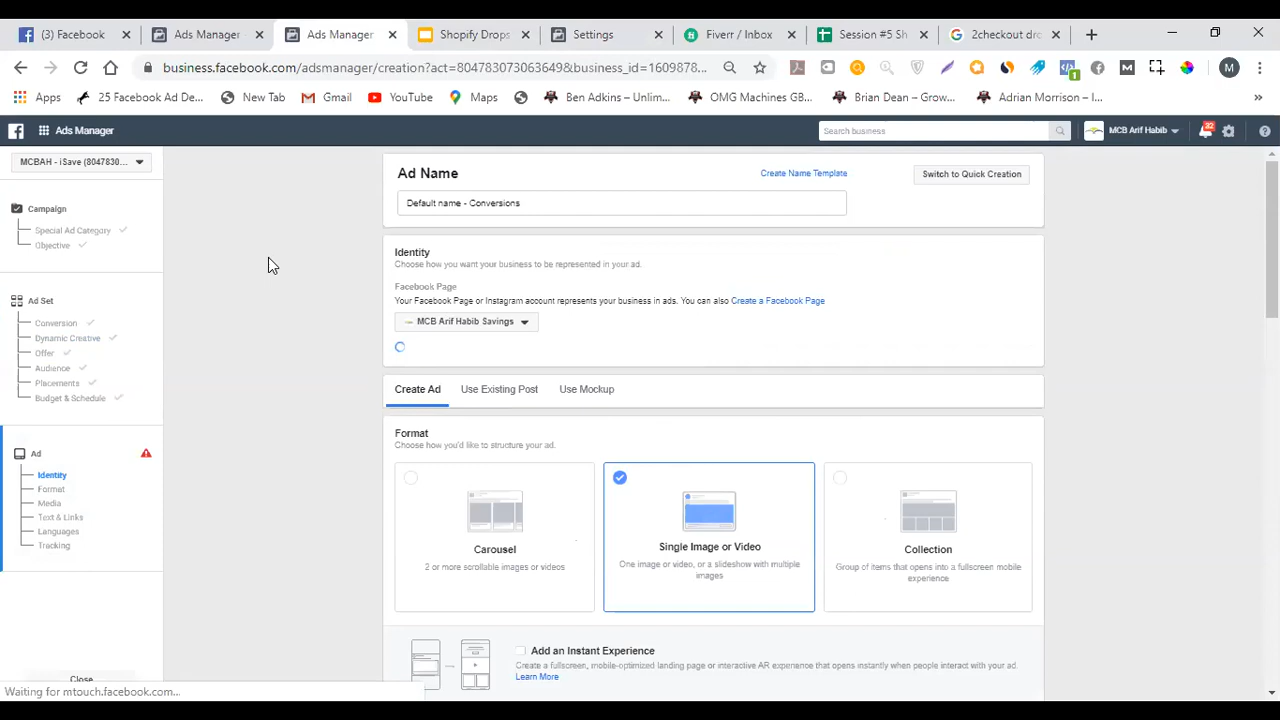 (3) Facebook
Ads Manager
Ads Manager
Shopify Drops
Settings
Fiverr / Inbox
Session #5 Sh
2checkout dro
business.facebook.com/adsmanager/creation?act=804783073063649&business_id=1609878...
M
Apps
25 Facebook Ad De...
New Tab
Gmail
YouTube
Maps
Ben Adkins – Unlim...
OMG Machines GB...
Brian Dean – Grow...
Adrian Morrison – I...
»
Ads Manager
Search business
MCB Arif Habib
MCBAH - iSave (8047830...
Campaign
Special Ad Category
Objective
Ad Set
Conversion
Dynamic Creative
Offer
Audience
Placements
Budget & Schedule
Ad
Identity
Format
Media
Text & Links
Languages
Tracking
Close
Waiting for mtouch.facebook.com...
Ad Name
Create Name Template
Switch to Quick Creation
Default name - Conversions
Identity
Choose how you want your business to be represented in your ad.
Facebook Page
Your Facebook Page or Instagram account represents your business in ads. You can also Create a Facebook Page
MCB Arif Habib Savings
Create Ad
Use Existing Post
Use Mockup
Format
Choose how you'd like to structure your ad.
Carousel
2 or more scrollable images or videos
Single Image or Video
One image or video, or a slideshow with multiple
images
Collection
Group of items that opens into a fullscreen mobile
experience
Add an Instant Experience
Create a fullscreen, mobile-optimized landing page or interactive AR experience that opens instantly when people interact with your ad.
Learn More